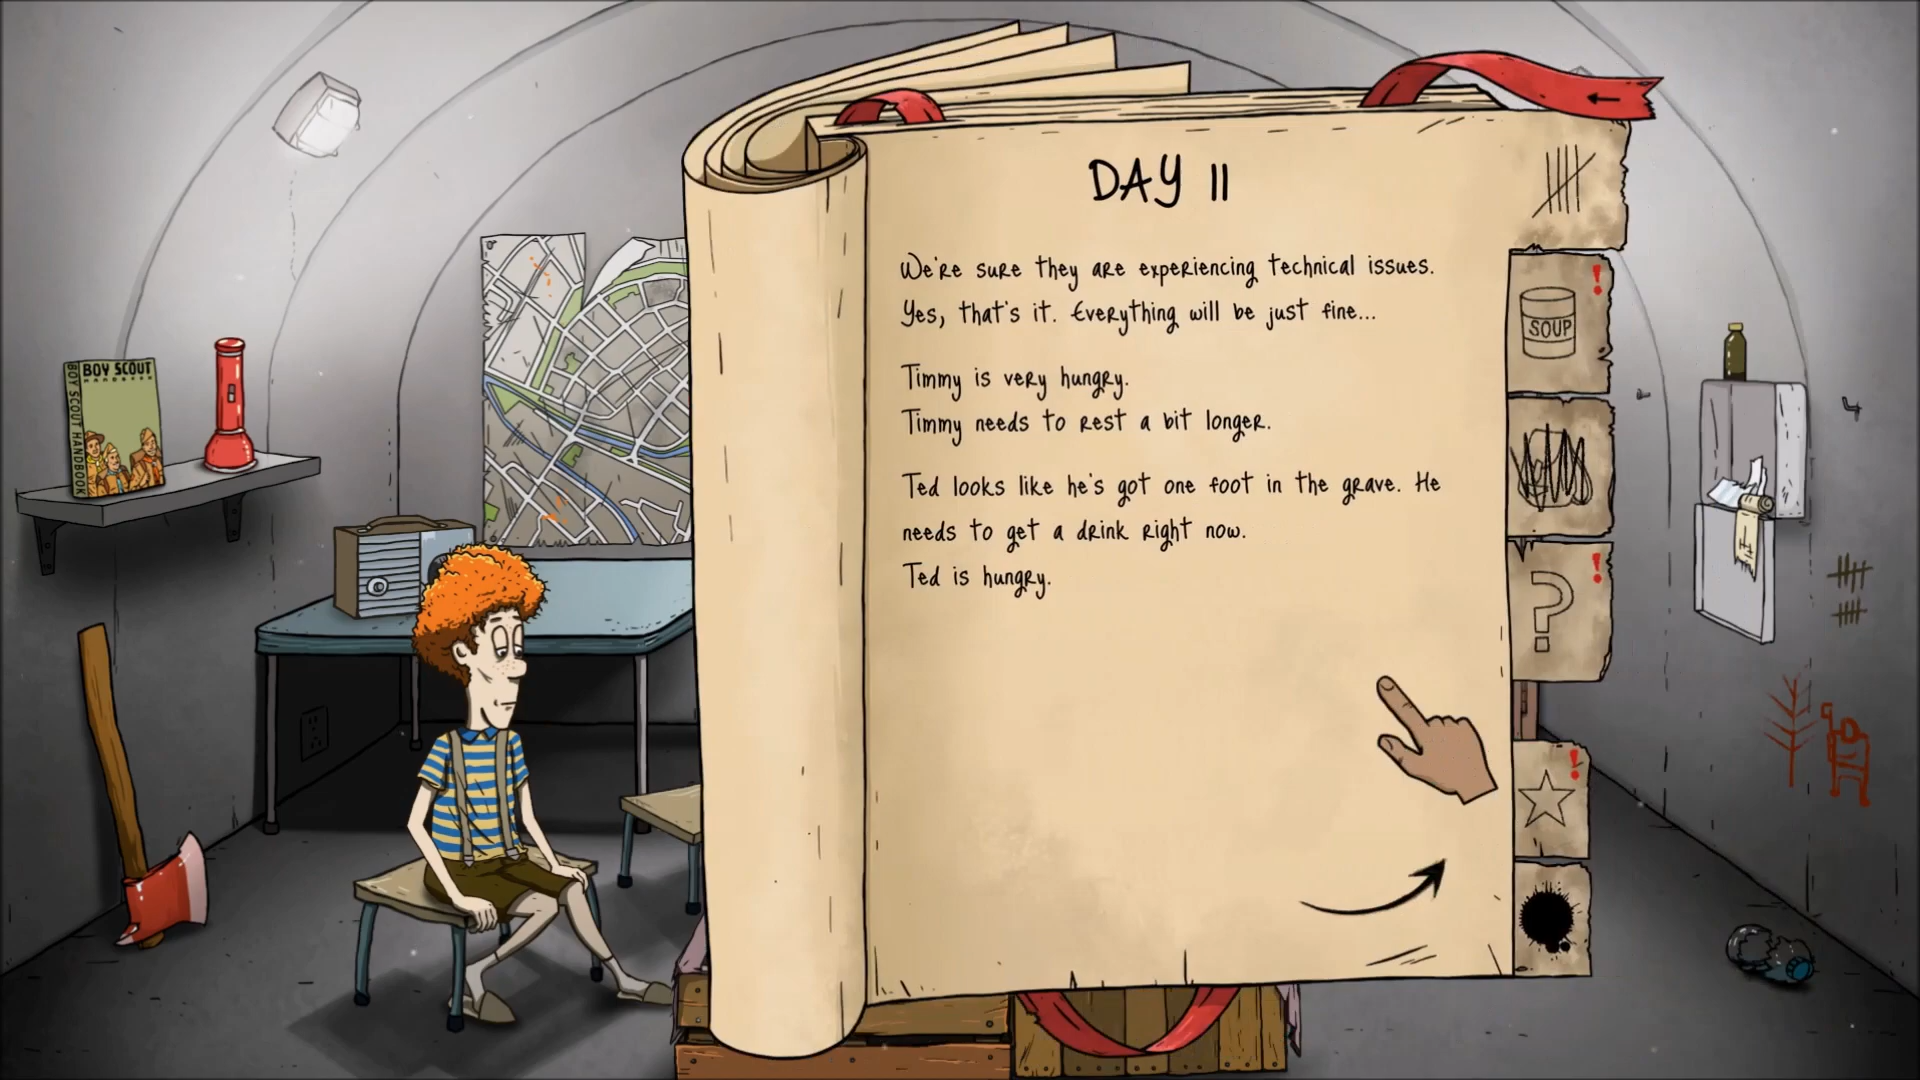 DAY 11
We're sure they are experiencing technical issues.
Yes, that's it. Everything will be just fine...
Timmy is very hungry.
Timmy needs to rest a bit longer.
Ted looks like he's got one foot in the grave. He
needs to get a drink right now.
Ted is hungry.
!
SOUP
?
!
!
BOY SCOUT
HANDBOOK
BOY SCOUT HANDBOOK